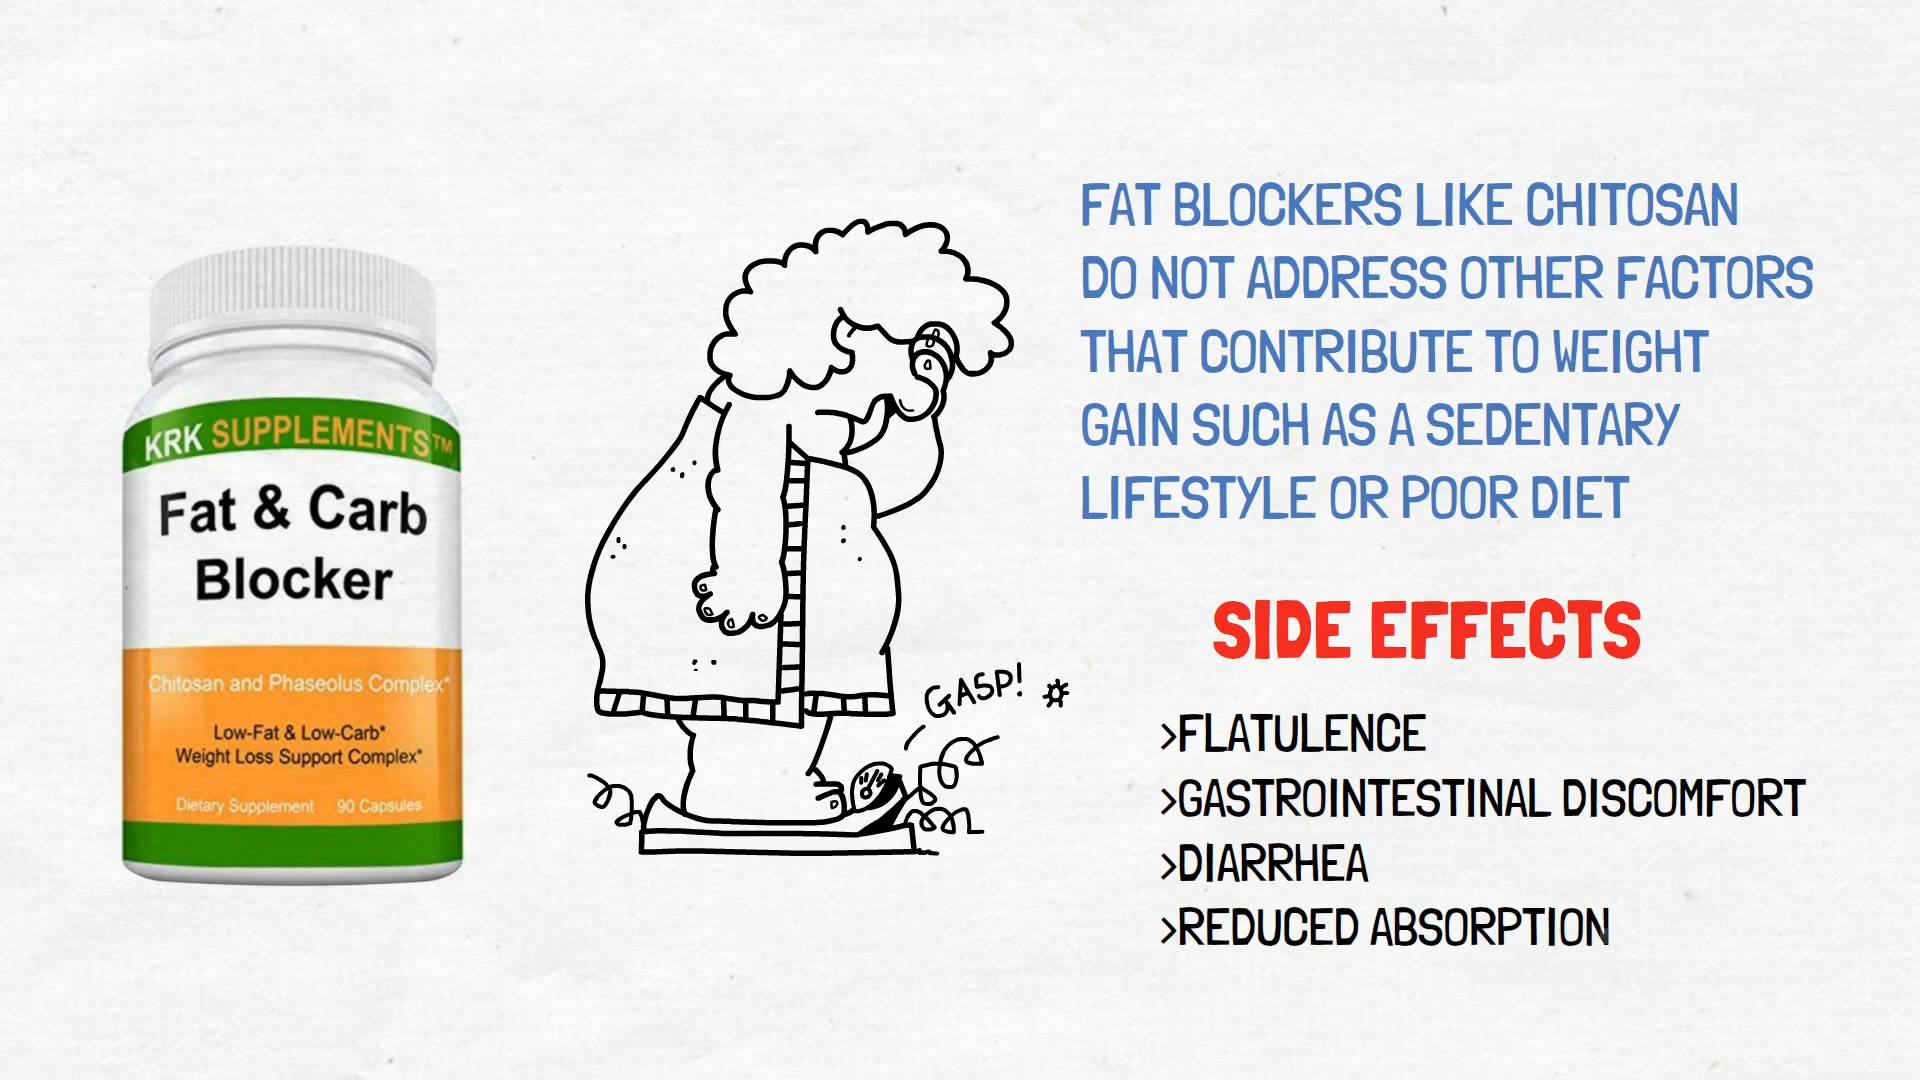 KRK SUPPLEMENTS™
Fat & Carb
Blocker
Chitosan and Phaseolus Complex*
Low-Fat & Low-Carb*
Weight Loss Support Complex*
Dietary Supplement 90 Capsules
GASP!
FAT BLOCKERS LIKE CHITOSAN
DO NOT ADDRESS OTHER FACTORS
THAT CONTRIBUTE TO WEIGHT
GAIN SUCH AS A SEDENTARY
LIFESTYLE OR POOR DIET
SIDE EFFECTS
>FLATULENCE
>GASTROINTESTINAL DISCOMFORT
>DIARRHEA
>REDUCED ABSORPTION